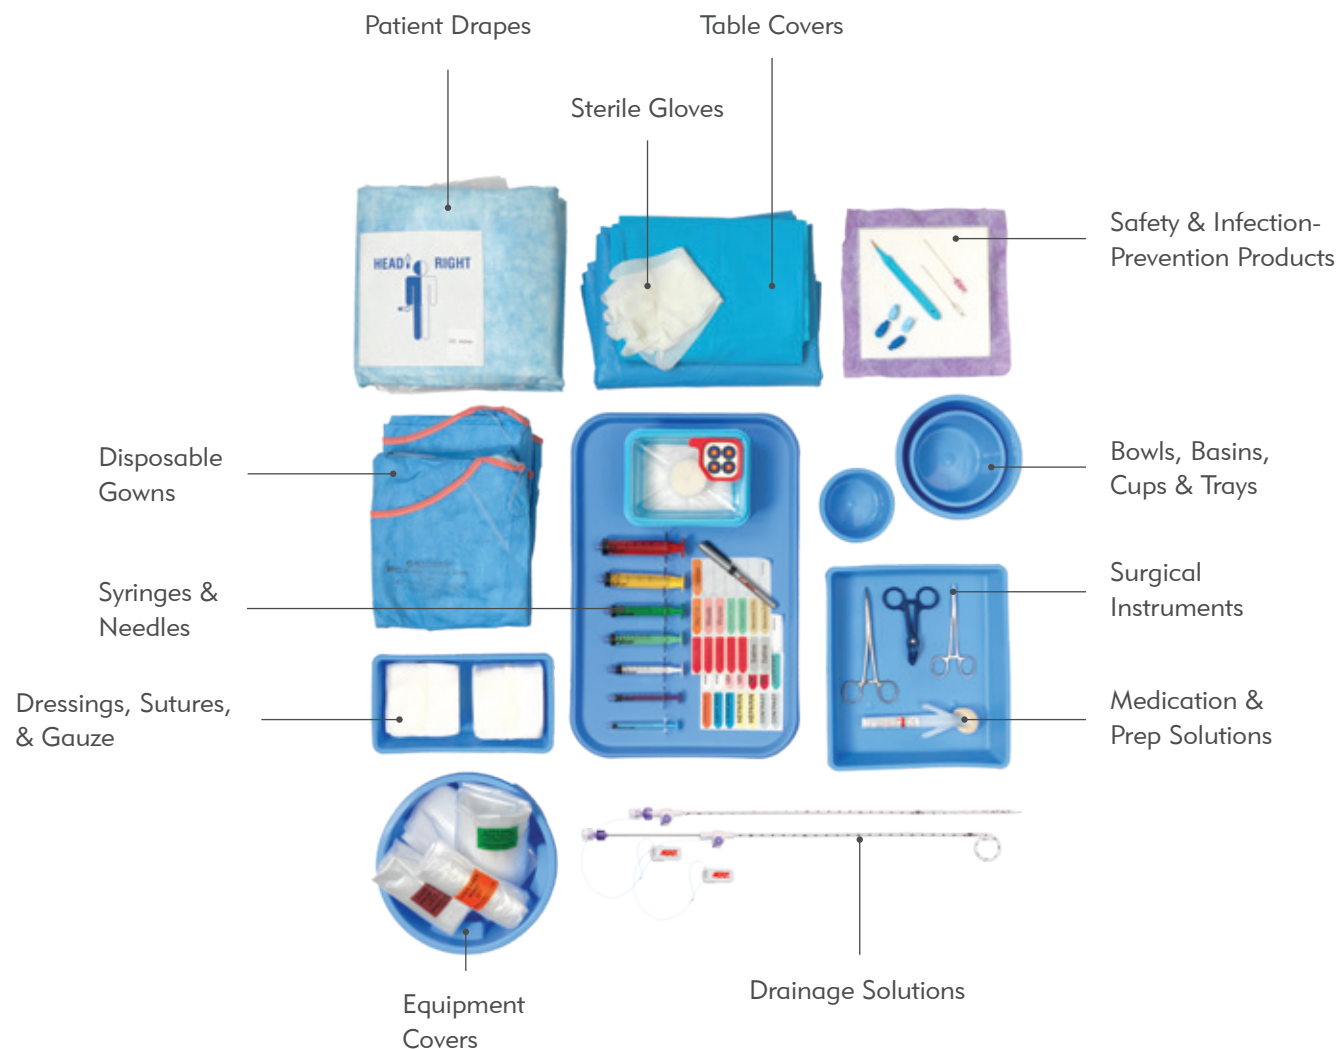 Patient Drapes
Table Covers
Sterile Gloves
Safety & Infection-
Prevention Products
HEAD RIGHT
Disposable
Gowns
Bowls, Basins,
Cups & Trays
Syringes &
Needles
Surgical
Instruments
Dressings, Sutures,
& Gauze
Medication &
Prep Solutions
Drainage Solutions
Equipment
Covers